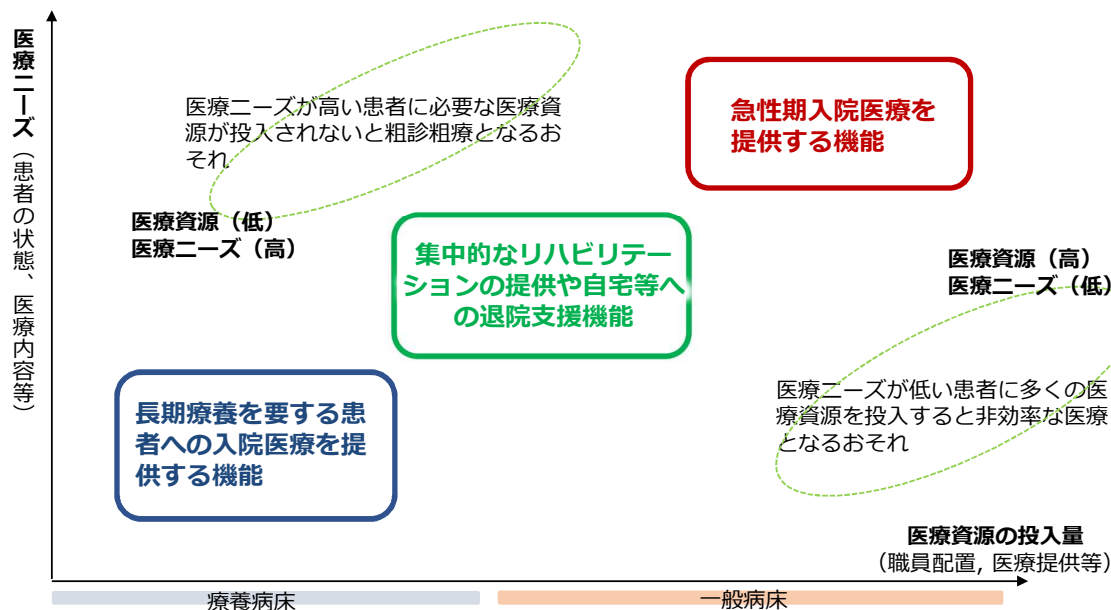 医療ニーズ（患者の状態、医療内容等）
医療ニーズが高い患者に必要な医療資
源が投入されないと粗診粗療となるお
それ
急性期入院医療を
提供する機能
医療資源（低）
医療ニーズ（高）
集中的なリハビリテー
ションの提供や自宅等へ
の退院支援機能
医療資源（高）
医療ニーズ（低）
長期療養を要する患
者への入院医療を提
供する機能
医療ニーズが低い患者に多くの医
療資源を投入すると非効率な医療
となるおそれ
医療資源の投入量
（職員配置, 医療提供等）
療養病床
一般病床